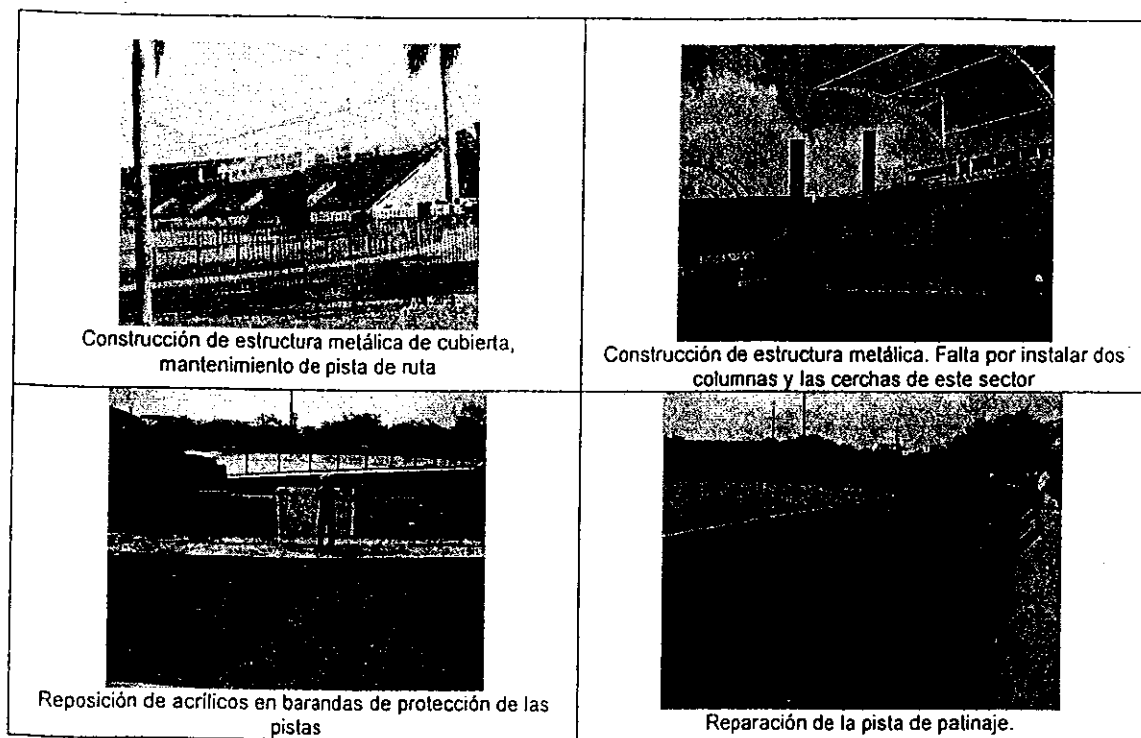 Construcción de estructura metálica de cubierta,
mantenimiento de pista de ruta
Construcción de estructura metálica. Falta por instalar dos
columnas y las cerchas de este sector
Reposición de acrílicos en barandas de protección de las
pistas
Reparación de la pista de patinaje.